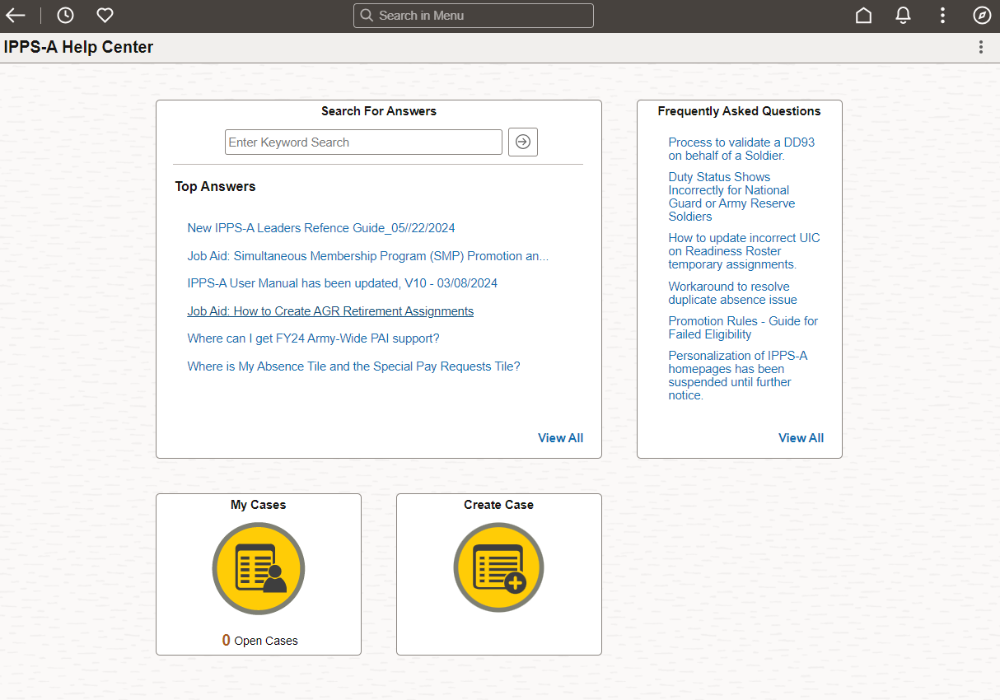 Search in Menu
IPPS-A Help Center
Search For Answers
Enter Keyword Search
Top Answers
New IPPS-A Leaders Refence Guide_05//22/2024
Job Aid: Simultaneous Membership Program (SMP) Promotion an...
IPPS-A User Manual has been updated, V10 - 03/08/2024
Job Aid: How to Create AGR Retirement Assignments
Where can I get FY24 Army-Wide PAI support?
Where is My Absence Tile and the Special Pay Requests Tile?
View All
Frequently Asked Questions
Process to validate a DD93
on behalf of a Soldier.
Duty Status Shows
Incorrectly for National
Guard or Army Reserve
Soldiers
How to update incorrect UIC
on Readiness Roster
temporary assignments.
Workaround to resolve
duplicate absence issue
Promotion Rules - Guide for
Failed Eligibility
Personalization of IPPS-A
homepages has been
suspended until further
notice.
View All
My Cases
0 Open Cases
Create Case